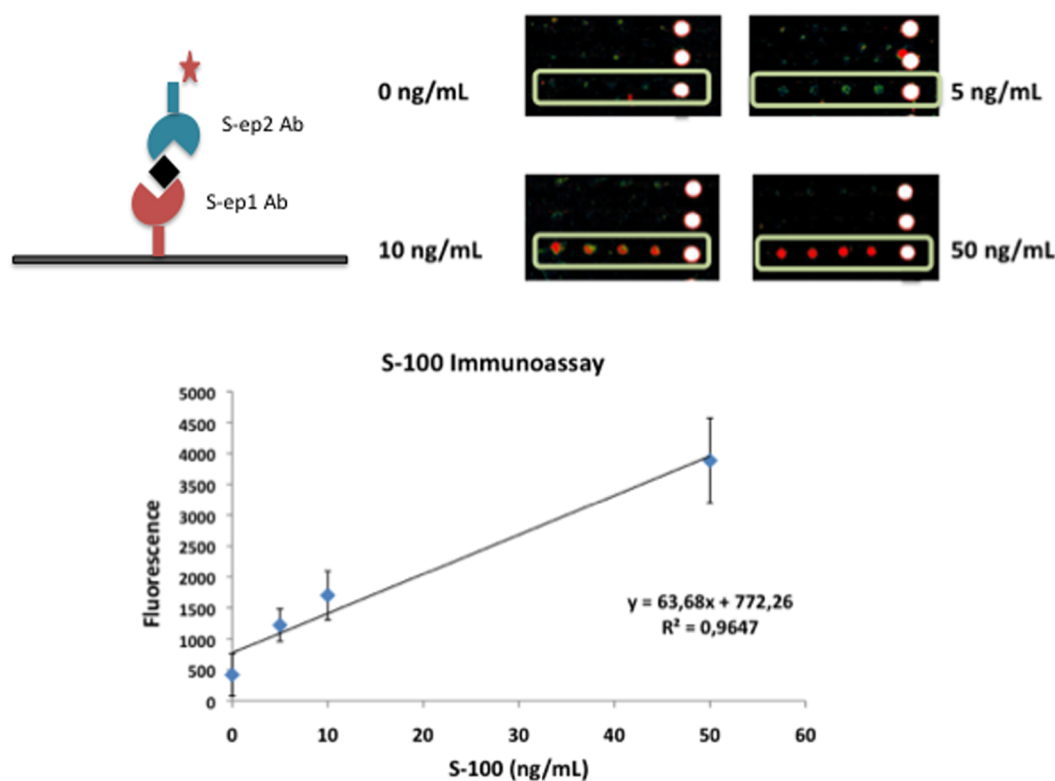 S-ep2 Ab
S-ep1 Ab
0 ng/mL
5 ng/mL
10 ng/mL
50 ng/mL
S-100 Immunoassay
Fluorescence
5000
4500
4000
3500
3000
2500
2000
1500
1000
500
0
y = 63,68x + 772,26
R² = 0,9647
0 10 20 30 40 50 60
S-100 (ng/mL)